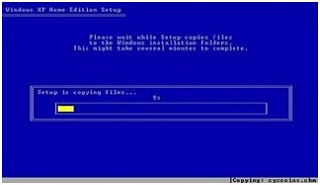 Windows XP Home Edition Setup
Please wait while Setup copies files
to the Windows installation folders.
This might take several minutes to complete.
Setup is copying files...
9%
Copying: cyzcoins.chm